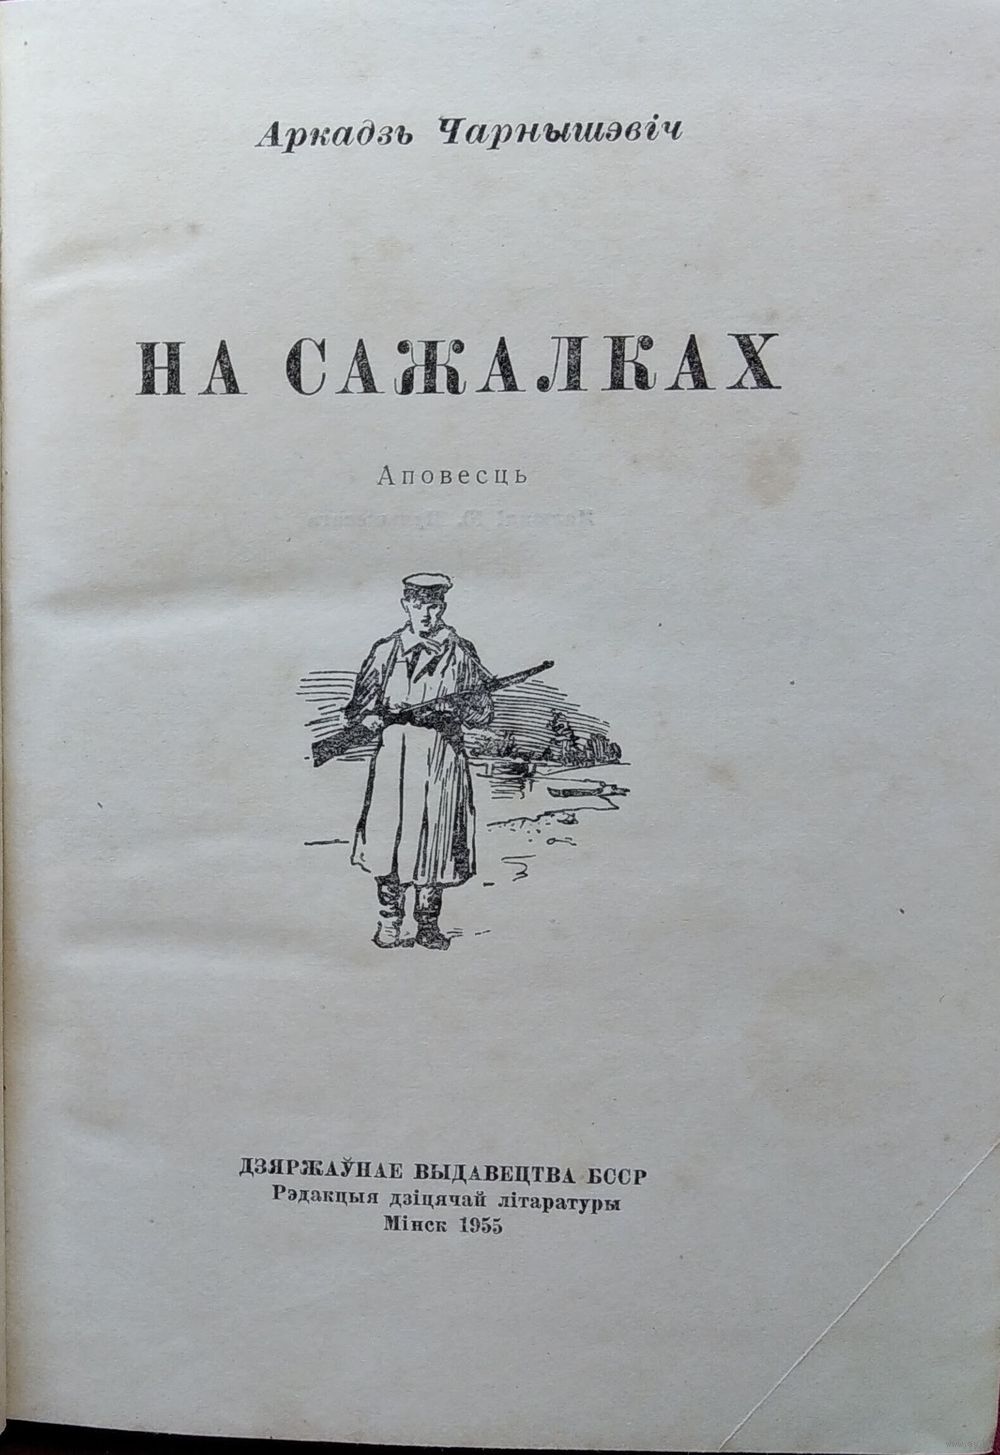 Аркадзь Чарнышэвіч
НА САЖАЛКАХ
Аповесць
ДЗЯРЖАЎНАЕ ВЫДАВЕЦТВА БССР
Рэдакцыя дзіцячай літаратуры
Мінск 1955